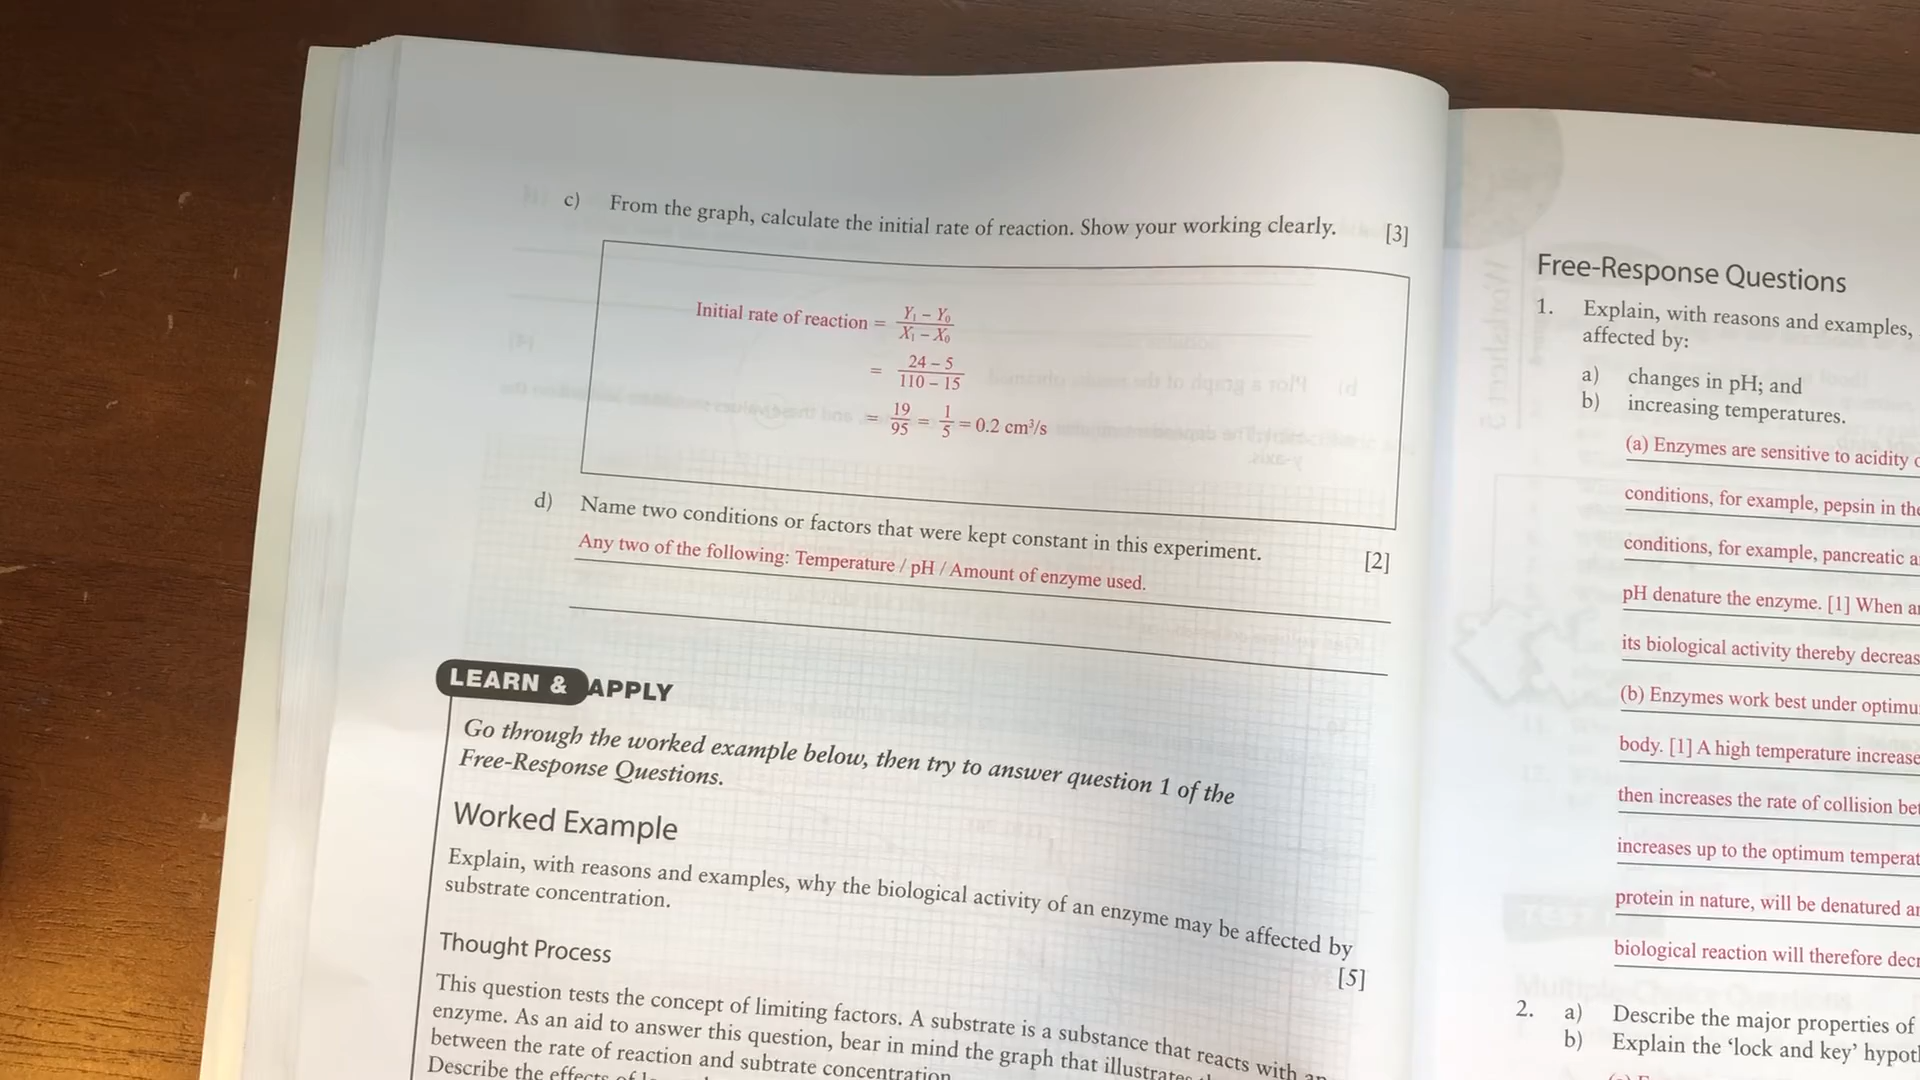 c) From the graph, calculate the initial rate of reaction. Show your working clearly. [3]
Initial rate of reaction = Y₁ – Y₀ / X₁ – X₀
= 24 – 5 / 110 – 15
= 19/95 = 1/5 = 0.2 cm³/s
d) Name two conditions or factors that were kept constant in this experiment. [2]
Any two of the following: Temperature / pH / Amount of enzyme used.
LEARN & APPLY
Go through the worked example below, then try to answer question 1 of the
Free-Response Questions.
Worked Example
Explain, with reasons and examples, why the biological activity of an enzyme may be affected by
substrate concentration.
[5]
Thought Process
This question tests the concept of limiting factors. A substrate is a substance that reacts with an
enzyme. As an aid to answer this question, bear in mind the graph that illustrates
between the rate of reaction and subtrate concentration
Describe the effects of
Free-Response Questions
1. Explain, with reasons and examples,
affected by:
a) changes in pH; and
b) increasing temperatures.
(a) Enzymes are sensitive to acidity
conditions, for example, pepsin in the
conditions, for example, pancreatic
pH denature the enzyme. [1] When
its biological activity thereby
(b) Enzymes work best under
body. [1] A high temperature
then increases the rate of collision
increases up to the optimum
protein in nature, will be denatured
biological reaction will therefore
2. a) Describe the major properties of
b) Explain the ‘lock and key’